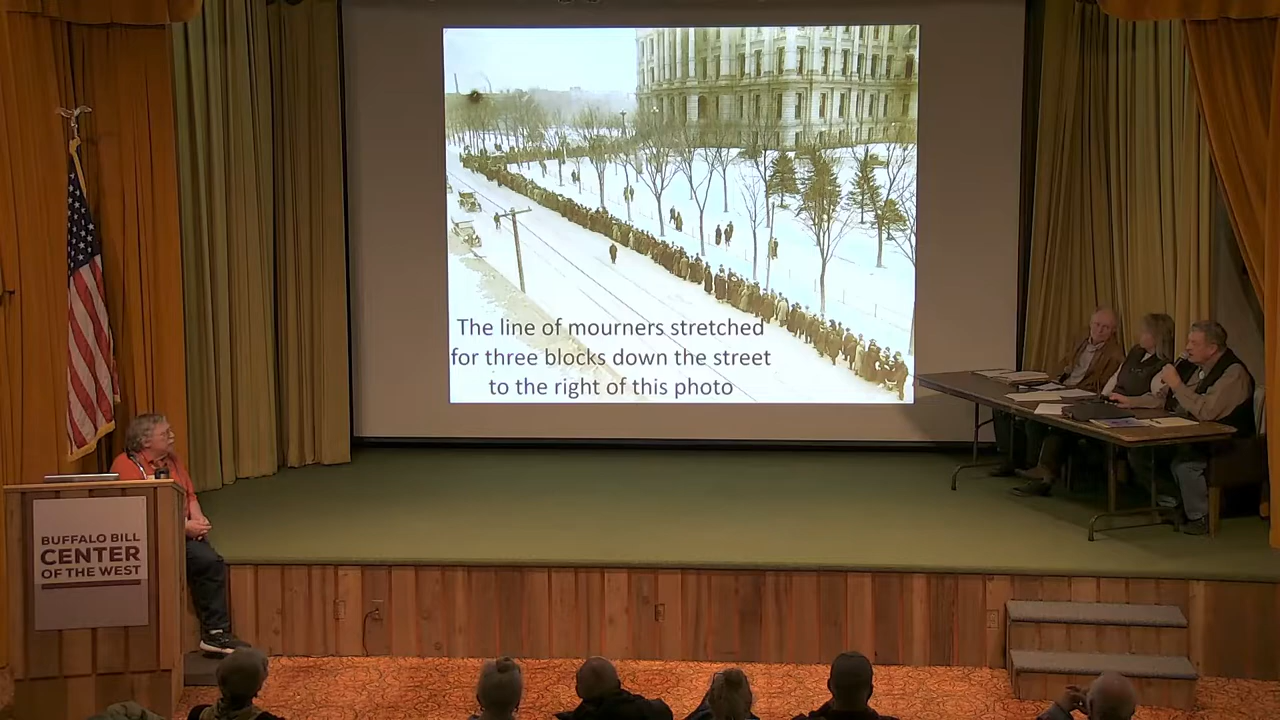 The line of mourners stretched
for three blocks down the street
to the right of this photo
BUFFALO BILL
CENTER
OF THE WEST